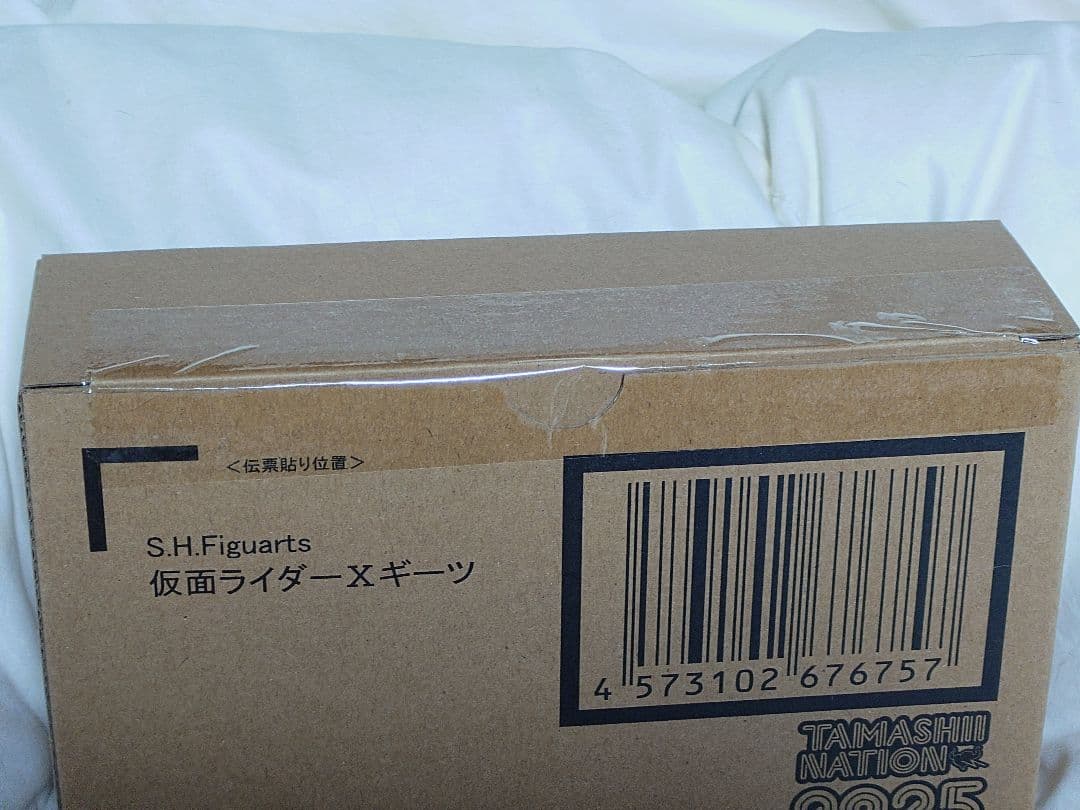 <伝票貼り位置>
S.H.Figuarts
仮面ライダーXギーツ
4 573102 676757
TAMASHII
NATION
2025